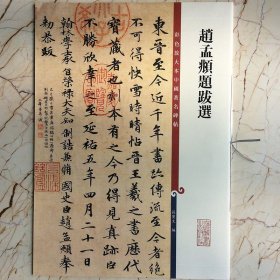 趙孟頫題跋選
彩色放大本中國著名碑帖
東晉至今近千年書跡傳流至今者絕
不可得快雪時晴帖晉王羲之書歷代
寶藏者也刻本有之今乃得見真跡臣
不勝欣幸之至延祐五年四月二十一日
翰林學士承旨榮祿大夫知制誥兼脩國史臣趙孟頫奉
勑恭跋